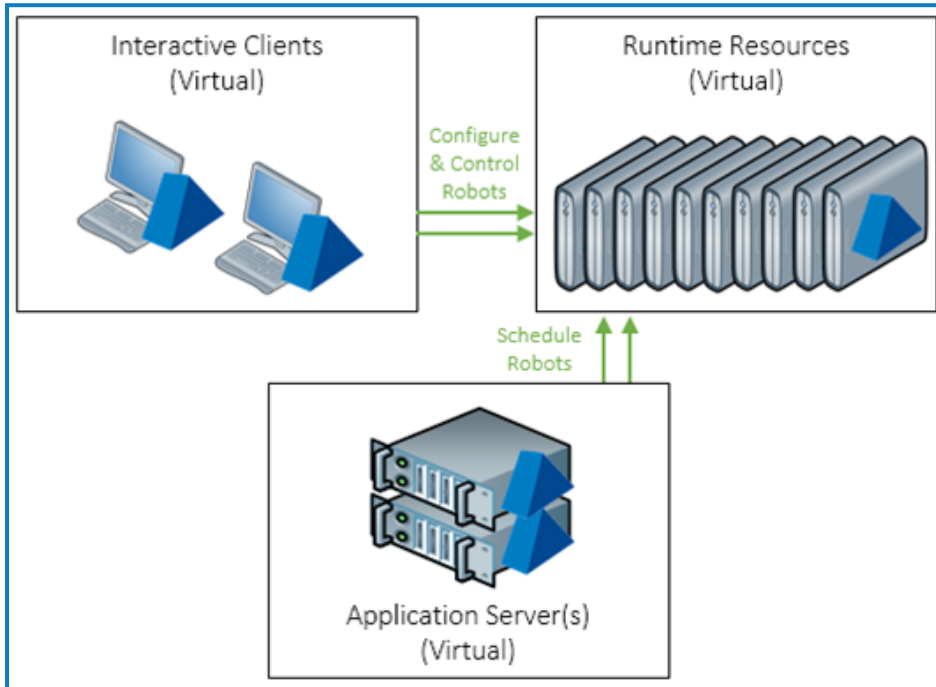 Interactive Clients
(Virtual)
Runtime Resources
(Virtual)
Configure
& Control
Robots
Schedule
Robots
Application Server(s)
(Virtual)